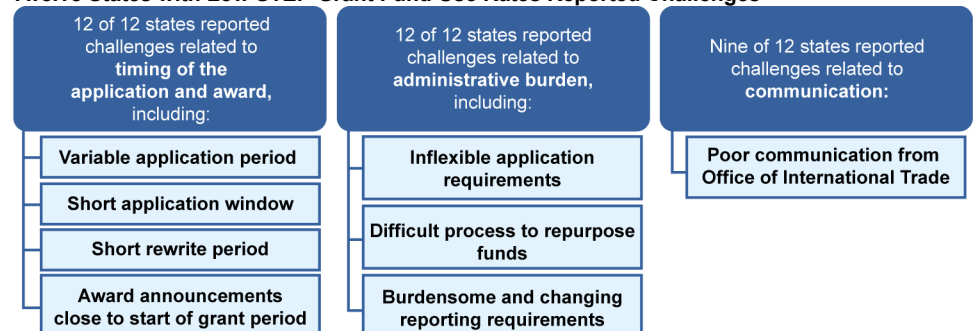 12 of 12 states reported
challenges related to
timing of the
application and award,
including:
Variable application period
Short application window
Short rewrite period
Award announcements
close to start of grant period
12 of 12 states reported
challenges related to
administrative burden,
including:
Inflexible application
requirements
Difficult process to repurpose
funds
Burdensome and changing
reporting requirements
Nine of 12 states reported
challenges related to
communication:
Poor communication from
Office of International Trade